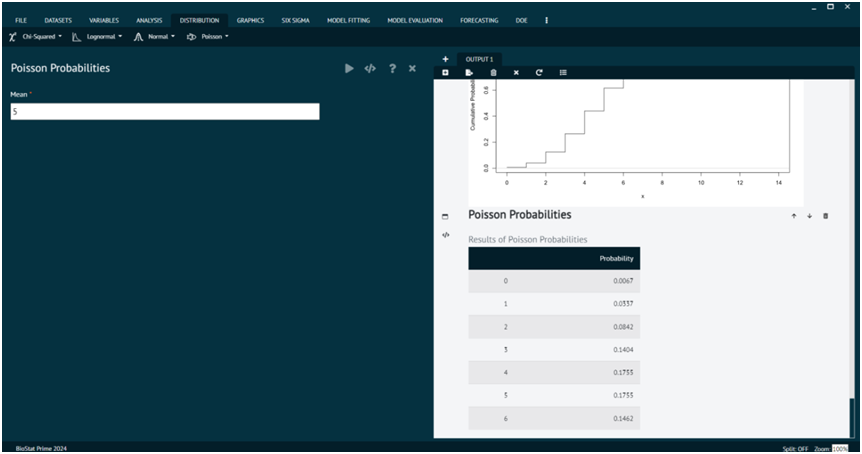 FILE DATASETS VARIABLES ANALYSIS DISTRIBUTION GRAPHICS SIX SIGMA MODEL FITTING MODEL EVALUATION FORECASTING DOE
Chi-Squared Lognormal Normal Poisson
Poisson Probabilities
Mean *
5
+ OUTPUT 1
Cumulative Probabil
0.6
0.4
0.2
0.0
0 2 4 6 8 10 12 14
x
Poisson Probabilities
Results of Poisson Probabilities
Probability
0 0.0067
1 0.0337
2 0.0842
3 0.1404
4 0.1755
5 0.1755
6 0.1462
BioStat Prime 2024 Split: OFF Zoom: 100%